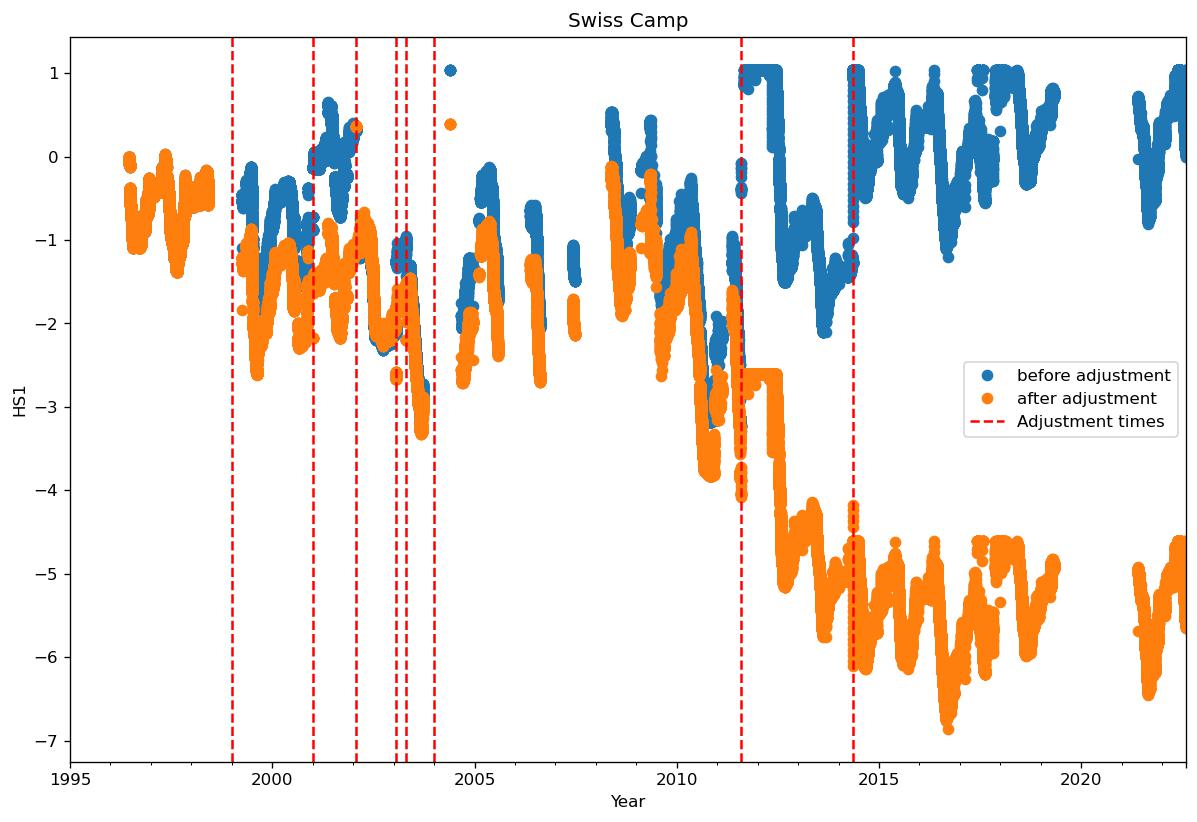 Swiss Camp
HS1
1
0
−1
−2
−3
−4
−5
−6
−7
before adjustment
after adjustment
Adjustment times
1995 2000 2005 2010 2015 2020
Year